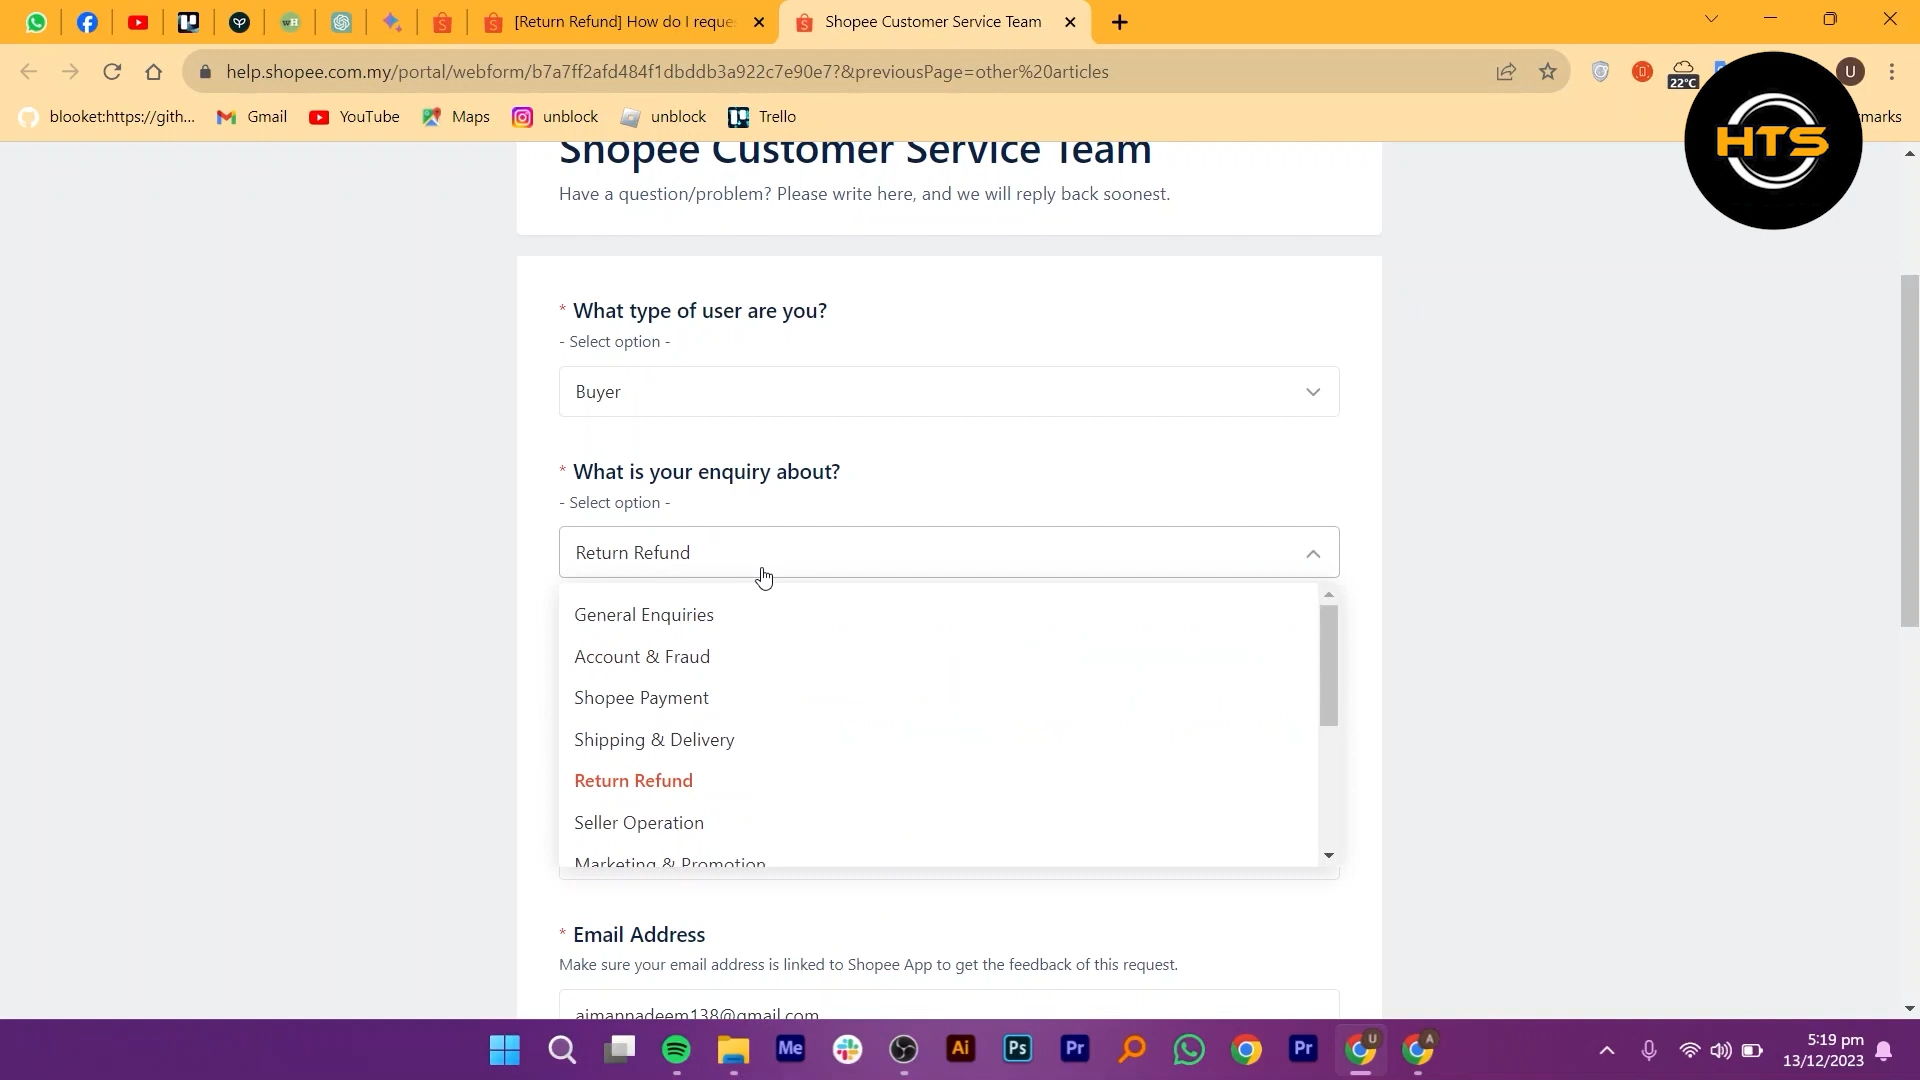 [Return Refund] How do I reque
Shopee Customer Service Team
help.shopee.com.my/portal/webform/b7a7ff2afd484f1dbddb3a922c7e90e7?&previousPage=other%20articles
22°C
U
blooket:https://gith...
Gmail
YouTube
Maps
unblock
unblock
Trello
marks
HTS
Shopee Customer Service Team
Have a question/problem? Please write here, and we will reply back soonest.
* What type of user are you?
- Select option -
Buyer
* What is your enquiry about?
- Select option -
Return Refund
General Enquiries
Account & Fraud
Shopee Payment
Shipping & Delivery
Return Refund
Seller Operation
Marketing & Promotion
* Email Address
Make sure your email address is linked to Shopee App to get the feedback of this request.
aimannadeem138@gmail.com
Me
Ai
Ps
Pr
Pr
U
A
5:19 pm
13/12/2023